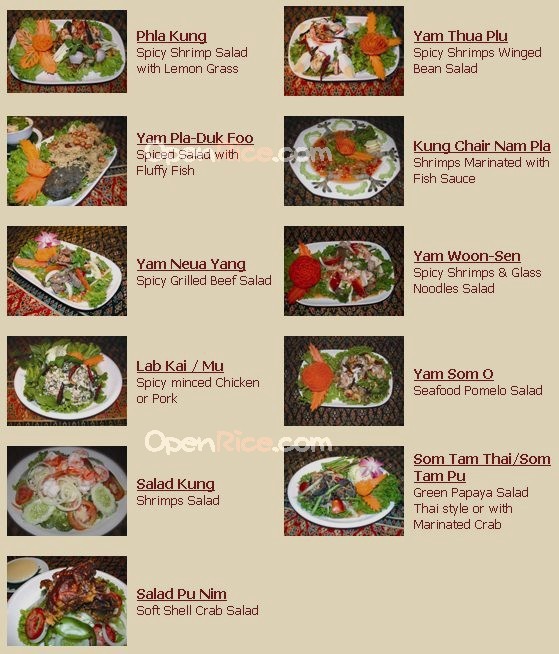 Phla Kung
Spicy Shrimp Salad
with Lemon Grass
Yam Thua Plu
Spicy Shrimps Winged
Bean Salad
Yam Pla-Duk Foo
Spiced Salad with
Fluffy Fish
OpenRice.com
Kung Chair Nam Pla
Shrimps Marinated with
Fish Sauce
Yam Neua Yang
Spicy Grilled Beef Salad
Yam Woon-Sen
Spicy Shrimps & Glass
Noodles Salad
Lab Kai / Mu
Spicy minced Chicken
or Pork
Yam Som O
Seafood Pomelo Salad
OpenRice.com
Salad Kung
Shrimps Salad
Som Tam Thai/Som
Tam Pu
Green Papaya Salad
Thai style or with
Marinated Crab
Salad Pu Nim
Soft Shell Crab Salad